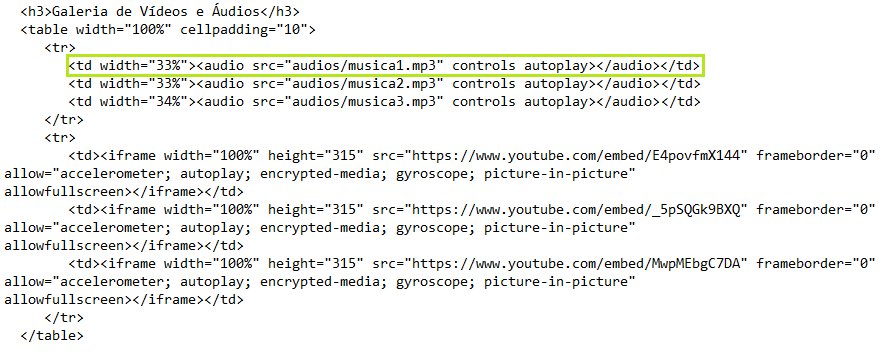 <h3>Galeria de Vídeos e Áudios</h3>
<table width="100%" cellpadding="10">
<tr>
<td width="33%"><audio src="audios/musica1.mp3" controls autoplay></audio></td>
<td width="33%"><audio src="audios/musica2.mp3" controls autoplay></audio></td>
<td width="34%"><audio src="audios/musica3.mp3" controls autoplay></audio></td>
</tr>
<tr>
<td><iframe width="100%" height="315" src="https://www.youtube.com/embed/E4povfmX144" frameborder="0"
allow="accelerometer; autoplay; encrypted-media; gyroscope; picture-in-picture"
allowfullscreen></iframe></td>
<td><iframe width="100%" height="315" src="https://www.youtube.com/embed/_5pSQGk9BXQ" frameborder="0"
allow="accelerometer; autoplay; encrypted-media; gyroscope; picture-in-picture"
allowfullscreen></iframe></td>
<td><iframe width="100%" height="315" src="https://www.youtube.com/embed/MwpMEbgC7DA" frameborder="0"
allow="accelerometer; autoplay; encrypted-media; gyroscope; picture-in-picture"
allowfullscreen></iframe></td>
</tr>
</table>